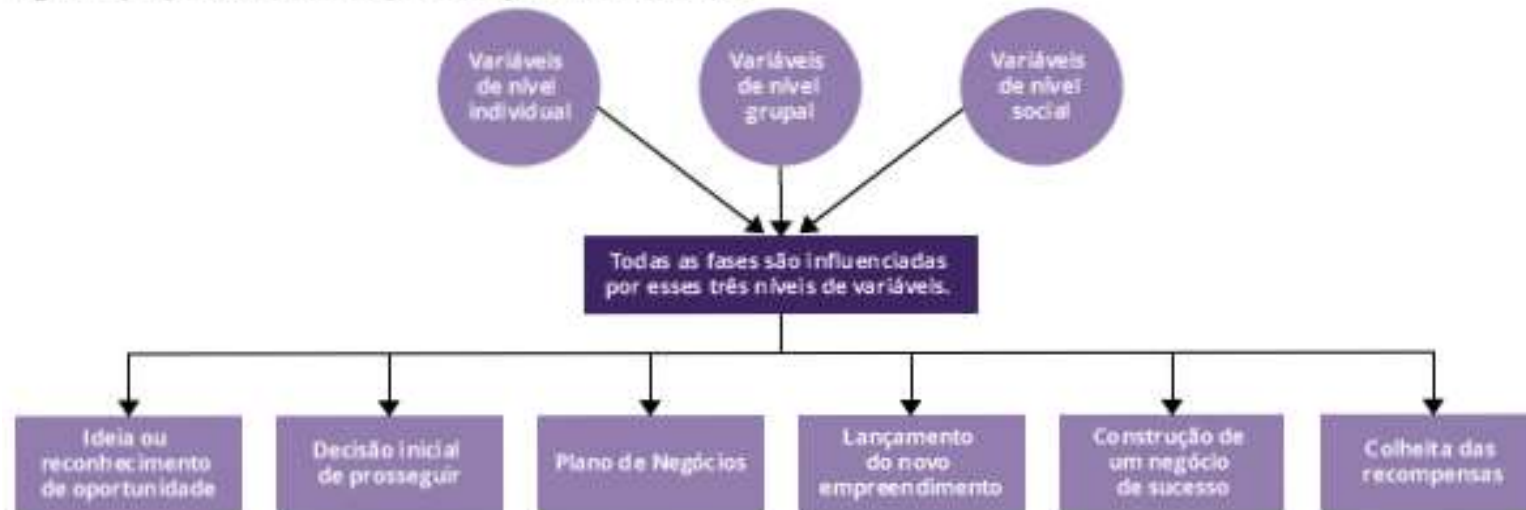 Variáveis
de nível
individual
Variáveis
de nível
grupal
Variáveis
de nível
social
Todas as fases são influenciadas
por esses três níveis de variáveis.
Ideia ou
reconhecimento
de oportunidade
Decisão inicial
de prosseguir
Plano de Negócios
Lançamento
do novo
empreendimento
Construção de
um negócio
de sucesso
Colheita das
recompensas